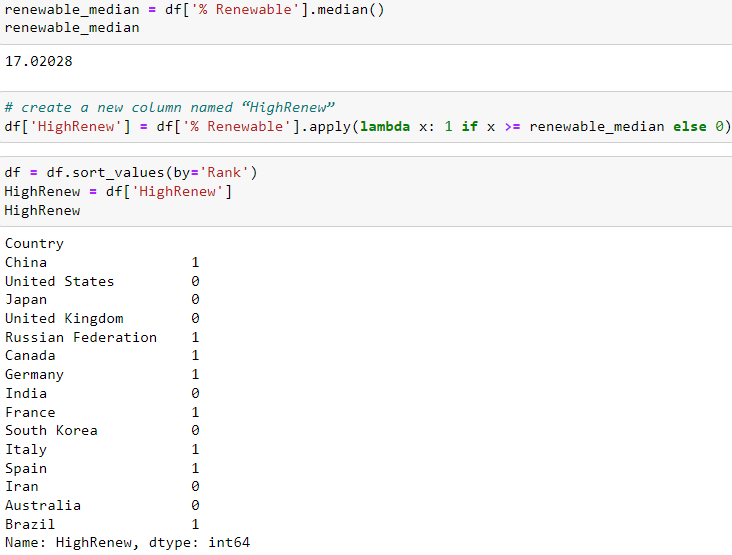 renewable_median = df['% Renewable'].median()
renewable_median
17.02028
# create a new column named “HighRenew”
df['HighRenew'] = df['% Renewable'].apply(lambda x: 1 if x >= renewable_median else 0)
df = df.sort_values(by='Rank')
HighRenew = df['HighRenew']
HighRenew
Country
China                 1
United States         0
Japan                 0
United Kingdom        0
Russian Federation    1
Canada                1
Germany               1
India                 0
France                1
South Korea           0
Italy                 1
Spain                 1
Iran                  0
Australia             0
Brazil                1
Name: HighRenew, dtype: int64